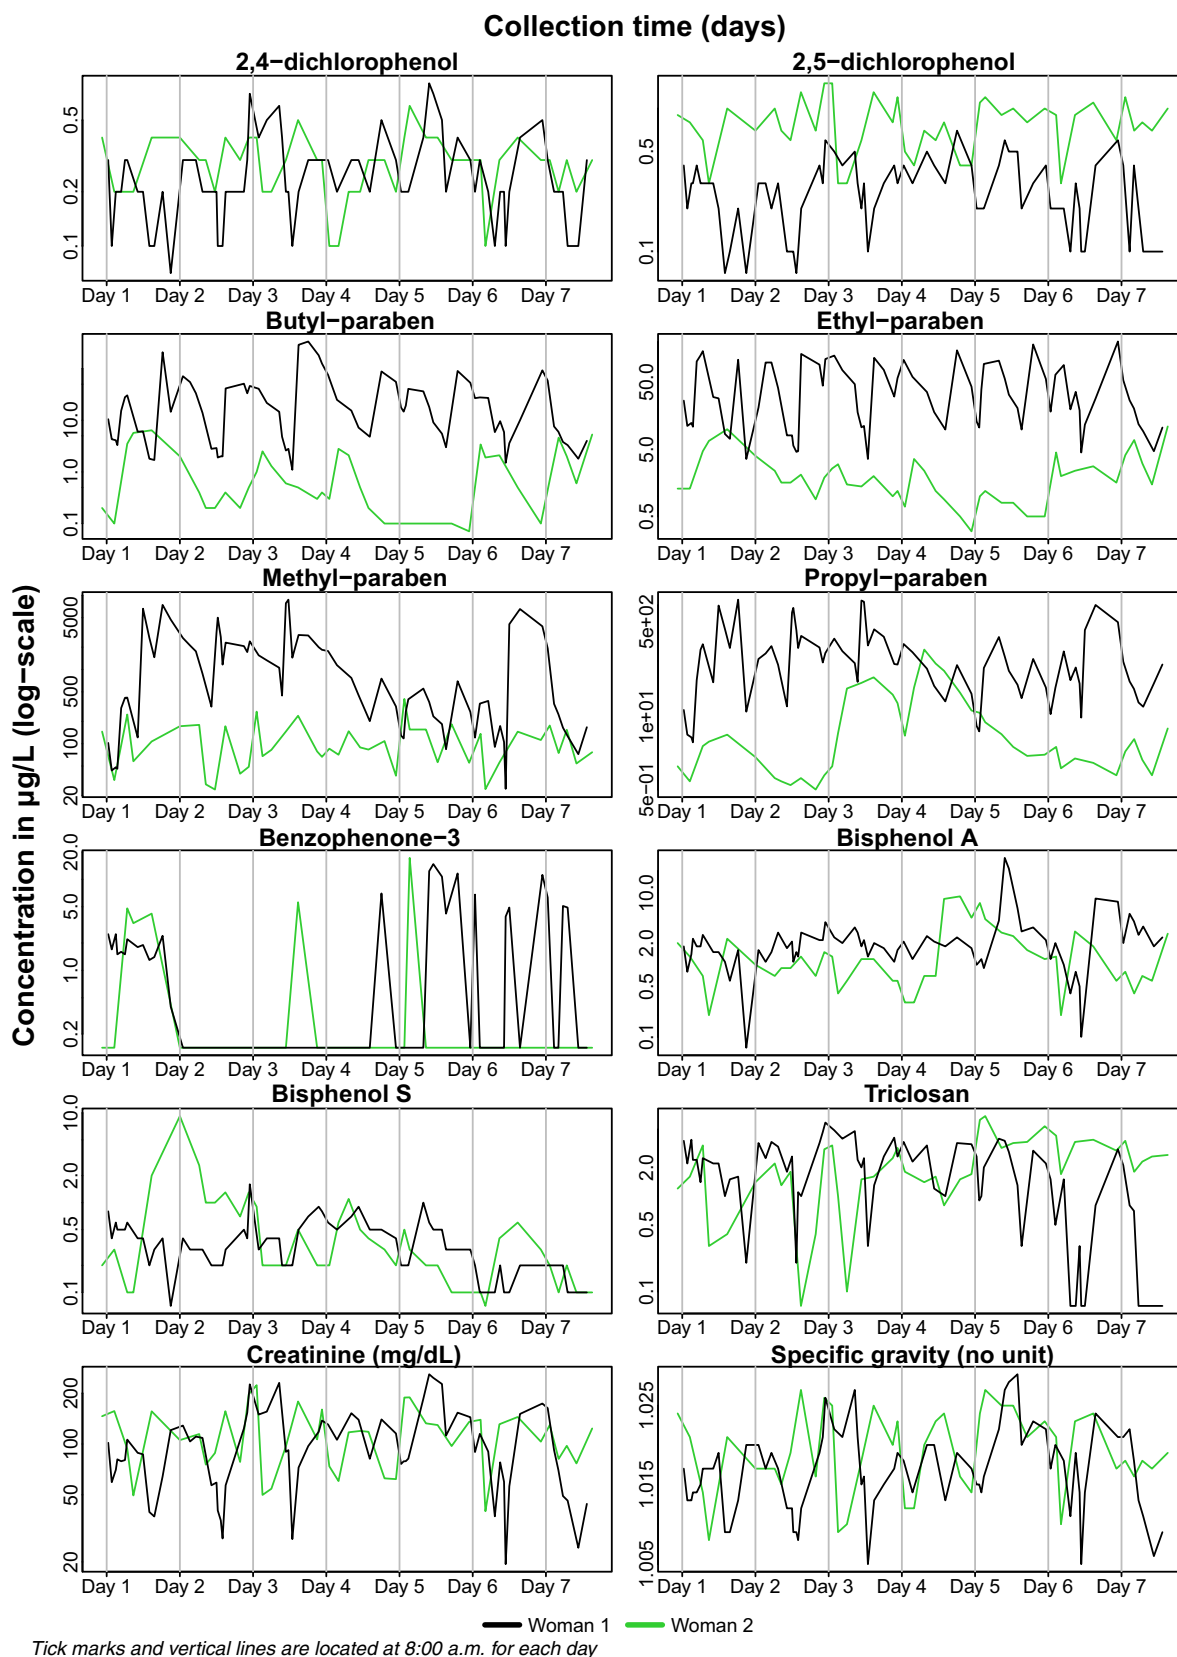 Collection time (days)
2,4−dichlorophenol
2,5−dichlorophenol
0.1 0.2 0.5
0.1 0.5
Day 1 Day 2 Day 3 Day 4 Day 5 Day 6 Day 7
Day 1 Day 2 Day 3 Day 4 Day 5 Day 6 Day 7
Butyl−paraben
Ethyl−paraben
0.1 1.0 10.0
0.5 5.0 50.0
Day 1 Day 2 Day 3 Day 4 Day 5 Day 6 Day 7
Day 1 Day 2 Day 3 Day 4 Day 5 Day 6 Day 7
Concentration in µg/L (log−scale)
Methyl−paraben
Propyl−paraben
20 100 500 5000
5e−01 1e+01 5e+02
Day 1 Day 2 Day 3 Day 4 Day 5 Day 6 Day 7
Day 1 Day 2 Day 3 Day 4 Day 5 Day 6 Day 7
Benzophenone−3
Bisphenol A
0.2 1.0 5.0 20.0
0.1 0.5 2.0 10.0
Day 1 Day 2 Day 3 Day 4 Day 5 Day 6 Day 7
Day 1 Day 2 Day 3 Day 4 Day 5 Day 6 Day 7
Bisphenol S
Triclosan
0.1 0.5 2.0 10.0
0.1 0.5 2.0
Day 1 Day 2 Day 3 Day 4 Day 5 Day 6 Day 7
Day 1 Day 2 Day 3 Day 4 Day 5 Day 6 Day 7
Creatinine (mg/dL)
Specific gravity (no unit)
20 50 100 200
1.005 1.015 1.025
Day 1 Day 2 Day 3 Day 4 Day 5 Day 6 Day 7
Day 1 Day 2 Day 3 Day 4 Day 5 Day 6 Day 7
Woman 1 Woman 2
Tick marks and vertical lines are located at 8:00 a.m. for each day